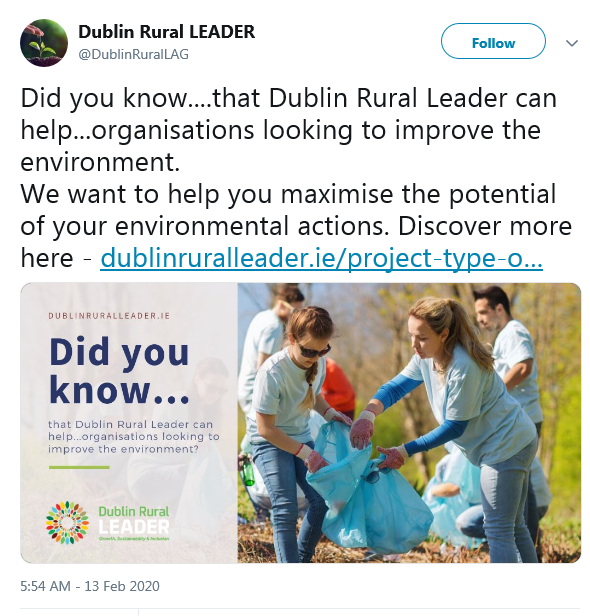 Dublin Rural LEADER
@DublinRuralLAG
Follow
Did you know....that Dublin Rural Leader can
help...organisations looking to improve the
environment.
We want to help you maximise the potential
of your environmental actions. Discover more
here - dublinruralleader.ie/project-type-o...
DUBLINRURALLEADER.IE
Did you
know...
that Dublin Rural Leader can
help...organisations looking to
improve the environment?
Dublin Rural
LEADER
Growth, Sustainability & Inclusion
5:54 AM - 13 Feb 2020